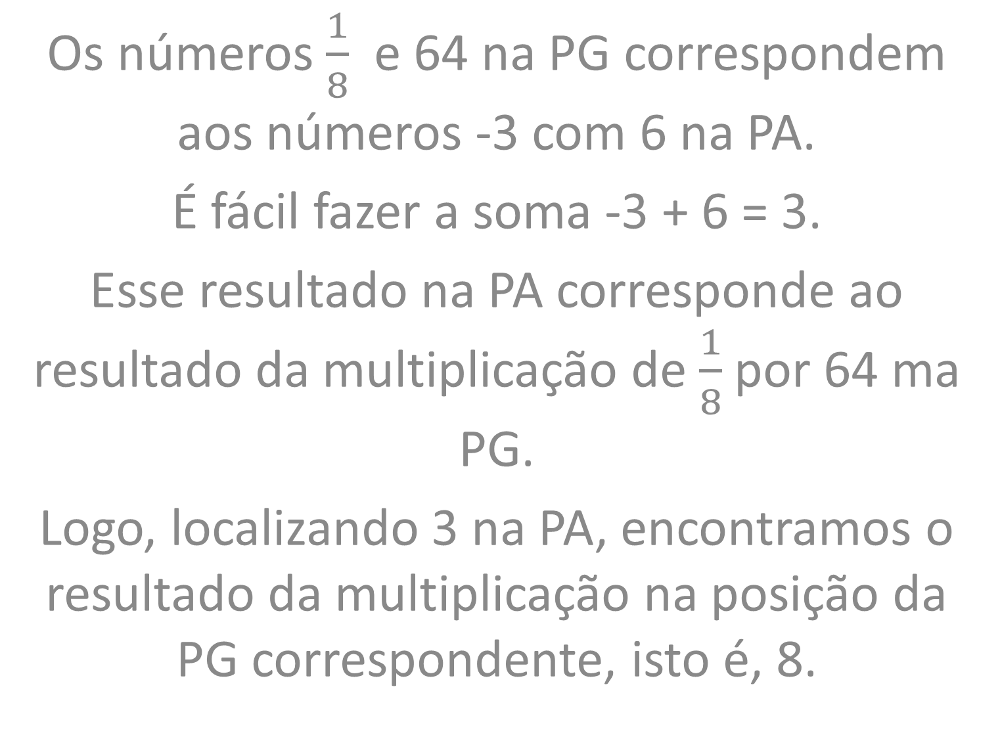 Os números 1/8 e 64 na PG correspondem
aos números -3 com 6 na PA.
É fácil fazer a soma -3 + 6 = 3.
Esse resultado na PA corresponde ao
resultado da multiplicação de 1/8 por 64 ma
PG.
Logo, localizando 3 na PA, encontramos o
resultado da multiplicação na posição da
PG correspondente, isto é, 8.